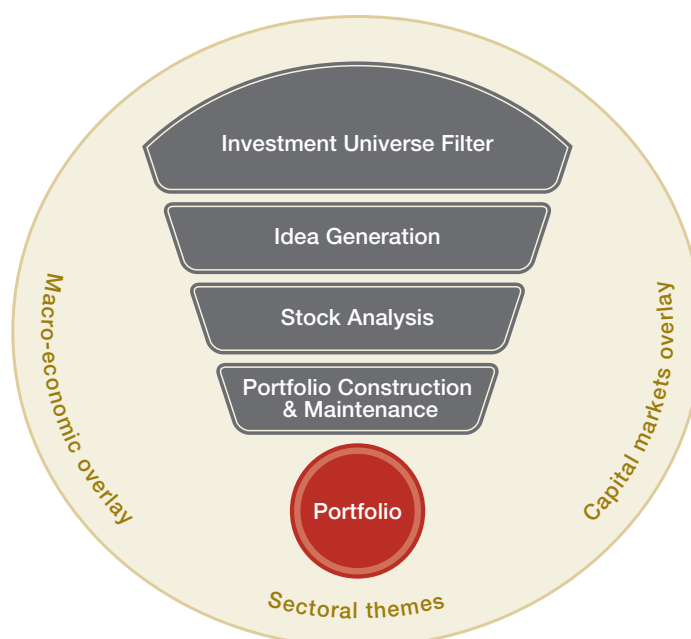 Investment Universe Filter
Idea Generation
Stock Analysis
Portfolio Construction
& Maintenance
Portfolio
Macro-economic overlay
Sectoral themes
Capital markets overlay